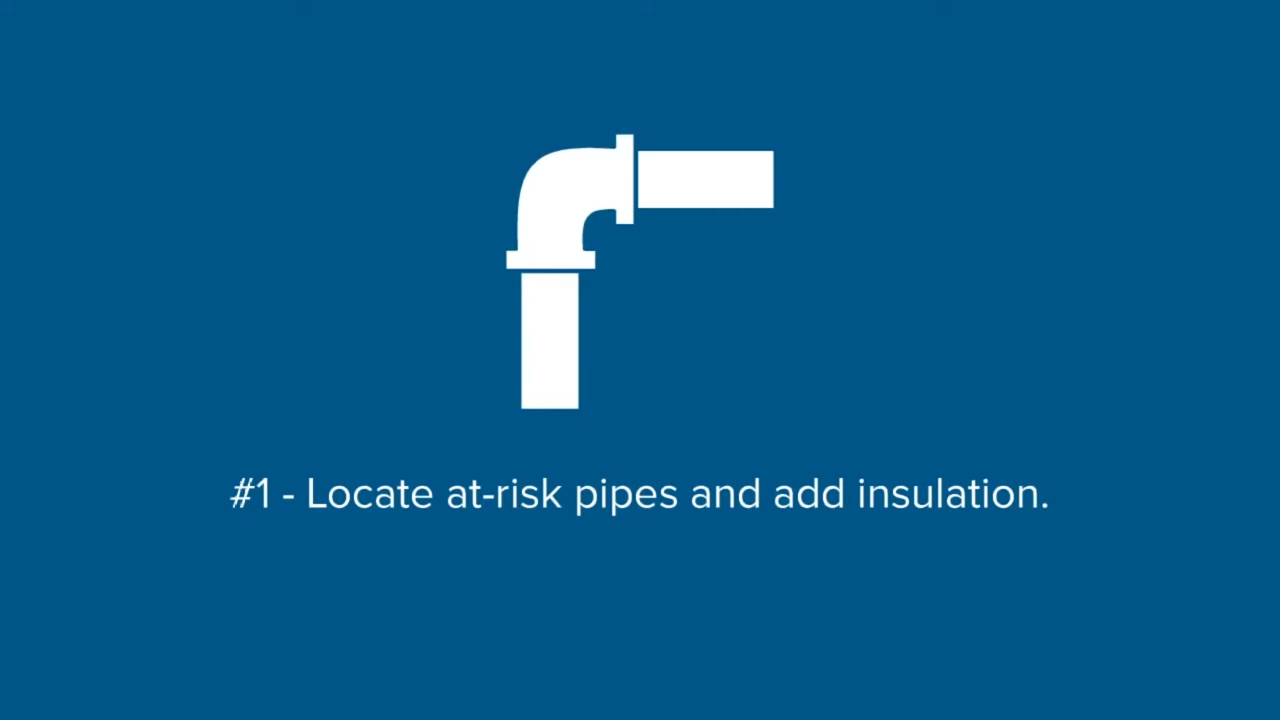 #1 - Locate at-risk pipes and add insulation.